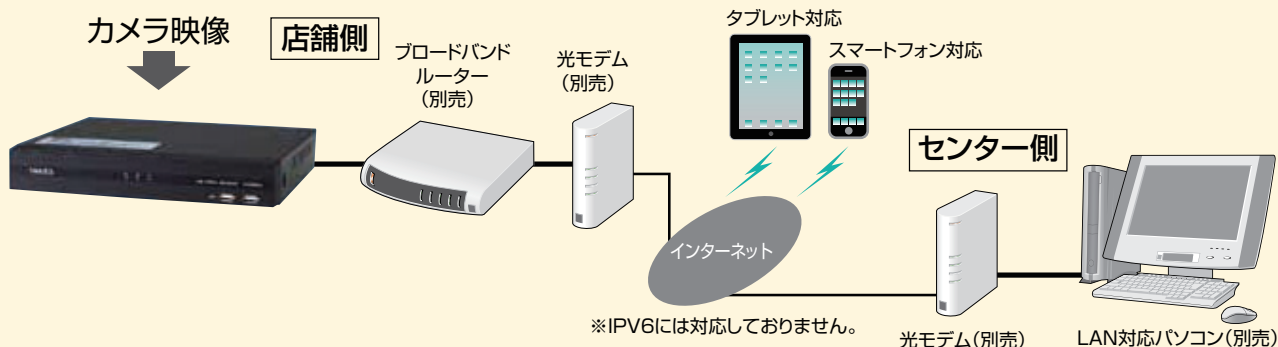 カメラ映像
店舗側
ブロードバンド
ルーター
(別売)
光モデム
(別売)
タブレット対応
スマートフォン対応
センター側
インターネット
※IPV6には対応しておりません。
光モデム(別売)
LAN対応パソコン(別売)